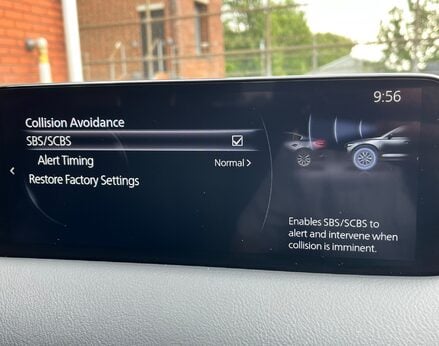 9:56
Collision Avoidance
SBS/SCBS
Alert Timing Normal >
Restore Factory Settings
Enables SBS/SCBS to
alert and intervene when
collision is imminent.